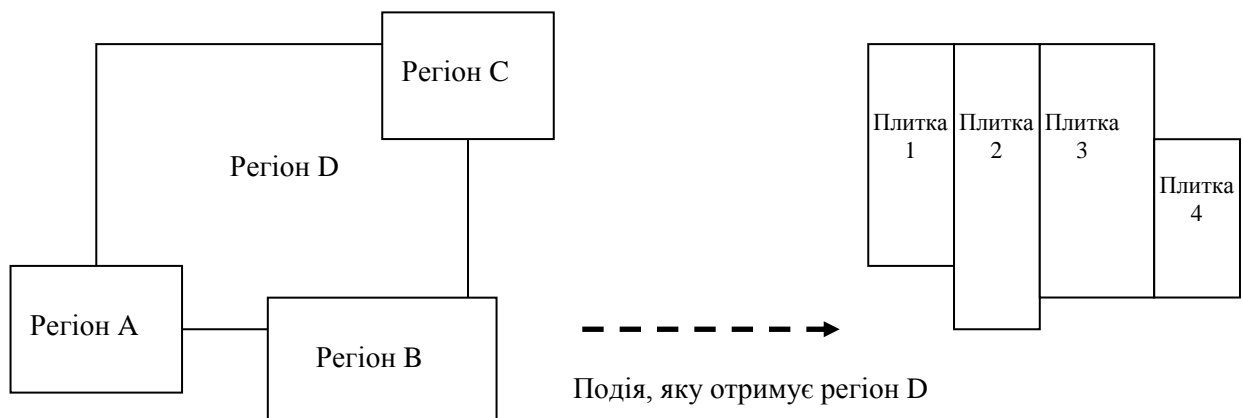 Регіон C
Регіон D
Регіон A
Регіон B
Плитка
1
Плитка
2
Плитка
3
Плитка
4
Подія, яку отримує регіон D